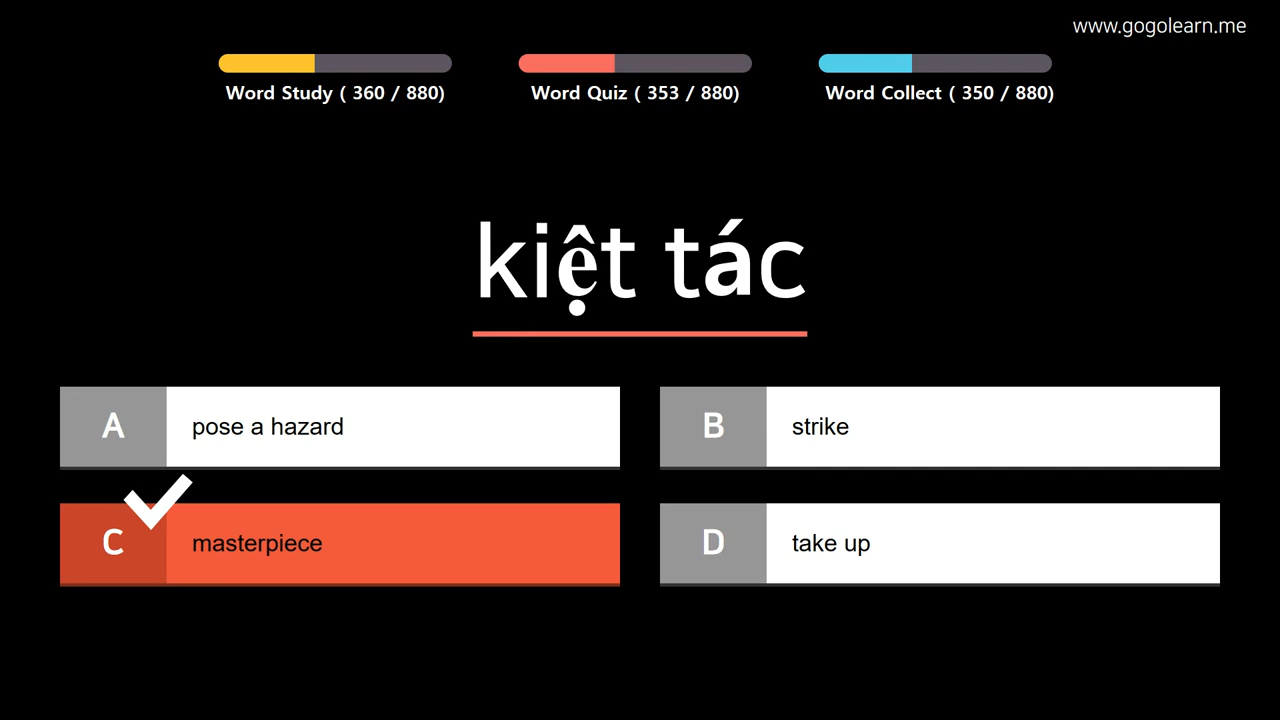 www.gogolearn.me
Word Study ( 360 / 880)
Word Quiz ( 353 / 880)
Word Collect ( 350 / 880)
kiệt tác
A pose a hazard
B strike
C masterpiece
D take up